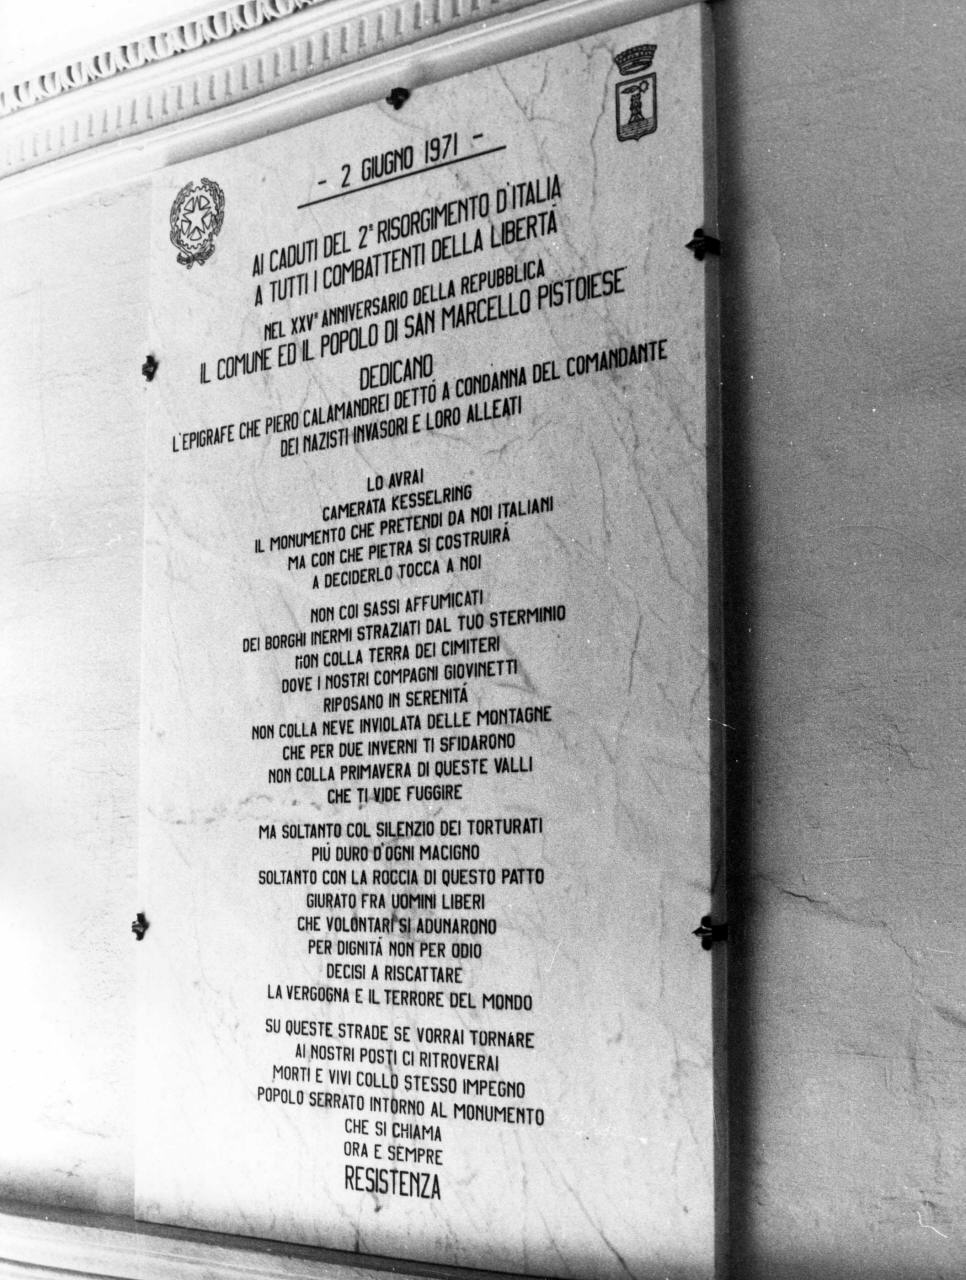 - 2 GIUGNO 1971 -
AI CADUTI DEL 2° RISORGIMENTO D'ITALIA
A TUTTI I COMBATTENTI DELLA LIBERTÁ
NEL XXV° ANNIVERSARIO DELLA REPUBBLICA
IL COMUNE ED IL POPOLO DI SAN MARCELLO PISTOIESE
DEDICANO
L'EPIGRAFE CHE PIERO CALAMANDREI DETTÓ A CONDANNA DEL COMANDANTE
DEI NAZISTI INVASORI E LORO ALLEATI
LO AVRAI
CAMERATA KESSELRING
IL MONUMENTO CHE PRETENDI DA NOI ITALIANI
MA CON CHE PIETRA SI COSTRUIRÁ
A DECIDERLO TOCCA A NOI
NON COI SASSI AFFUMICATI
DEI BORGHI INERMI STRAZIATI DAL TUO STERMINIO
NON COLLA TERRA DEI CIMITERI
DOVE I NOSTRI COMPAGNI GIOVINETTI
RIPOSANO IN SERENITÁ
NON COLLA NEVE INVIOLATA DELLE MONTAGNE
CHE PER DUE INVERNI TI SFIDARONO
NON COLLA PRIMAVERA DI QUESTE VALLI
CHE TI VIDE FUGGIRE
MA SOLTANTO COL SILENZIO DEI TORTURATI
PIÚ DURO D'OGNI MACIGNO
SOLTANTO CON LA ROCCIA DI QUESTO PATTO
GIURATO FRA UOMINI LIBERI
CHE VOLONTARI SI ADUNARONO
PER DIGNITÁ NON PER ODIO
DECISI A RISCATTARE
LA VERGOGNA E IL TERRORE DEL MONDO
SU QUESTE STRADE SE VORRAI TORNARE
AI NOSTRI POSTI CI RITROVERAI
MORTI E VIVI COLLO STESSO IMPEGNO
POPOLO SERRATO INTORNO AL MONUMENTO
CHE SI CHIAMA
ORA E SEMPRE
RESISTENZA